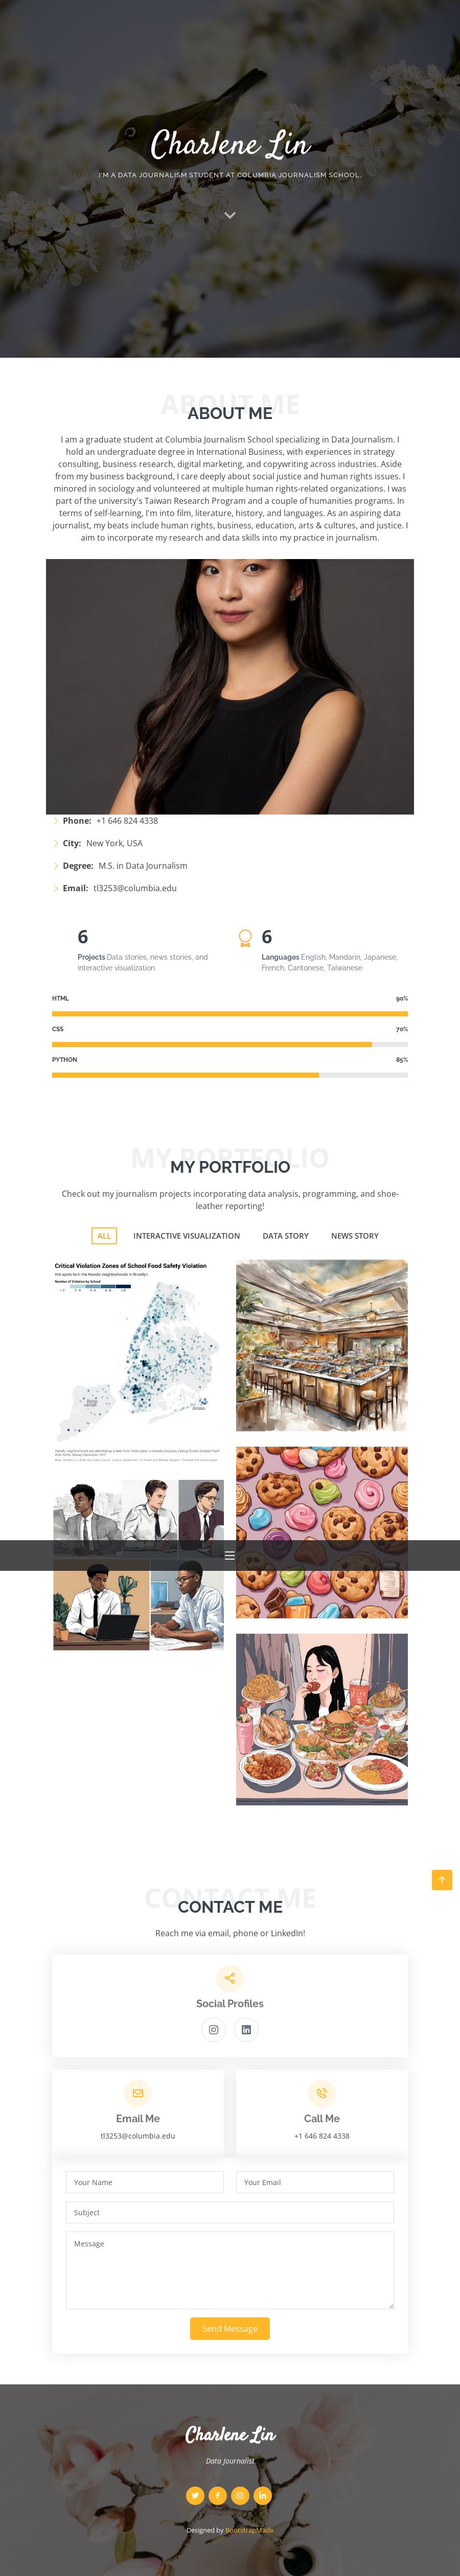 Charlene Lin
I'M A DATA JOURNALISM STUDENT AT COLUMBIA JOURNALISM SCHOOL.
ABOUT ME
ABOUT ME
I am a graduate student at Columbia Journalism School specializing in Data Journalism. I
hold an undergraduate degree in International Business, with experiences in strategy
consulting, business research, digital marketing, and copywriting across industries. Aside
from my business background, I care deeply about social justice and human rights issues. I
minored in sociology and volunteered at multiple human rights-related organizations. I was
part of the university's Taiwan Research Program and a couple of humanities programs. In
terms of self-learning, I'm into film, literature, history, and languages. As an aspiring data
journalist, my beats include human rights, business, education, arts & cultures, and justice. I
aim to incorporate my research and data skills into my practice in journalism.
Phone: +1 646 824 4338
City: New York, USA
Degree: M.S. in Data Journalism
Email: tl3253@columbia.edu
6
Projects Data stories, news stories, and
interactive visualization.
6
Languages English, Mandarin, Japanese,
French, Cantonese, Taiwanese
HTML 90%
CSS 70%
PYTHON 85%
MY PORTFOLIO
MY PORTFOLIO
Check out my journalism projects incorporating data analysis, programming, and shoe-
leather reporting!
ALL INTERACTIVE VISUALIZATION DATA STORY NEWS STORY
Critical Violation Zones of School Food Safety Violation
Hot spots lie in the Nendic neighborhoods in Brooklyn
Number of Violation by School
CONTACT ME
CONTACT ME
Reach me via email, phone or LinkedIn!
Social Profiles
Email Me
tl3253@columbia.edu
Call Me
+1 646 824 4338
Your Name
Your Email
Subject
Message
Send Message
Charlene Lin
Data Journalist
Designed by BootstrapMade